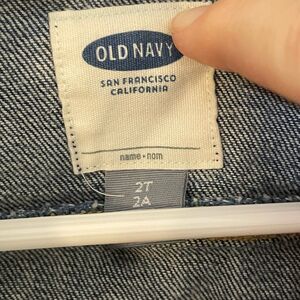 OLD NAVY
SAN FRANCISCO
CALIFORNIA
name • nom
2T
2A